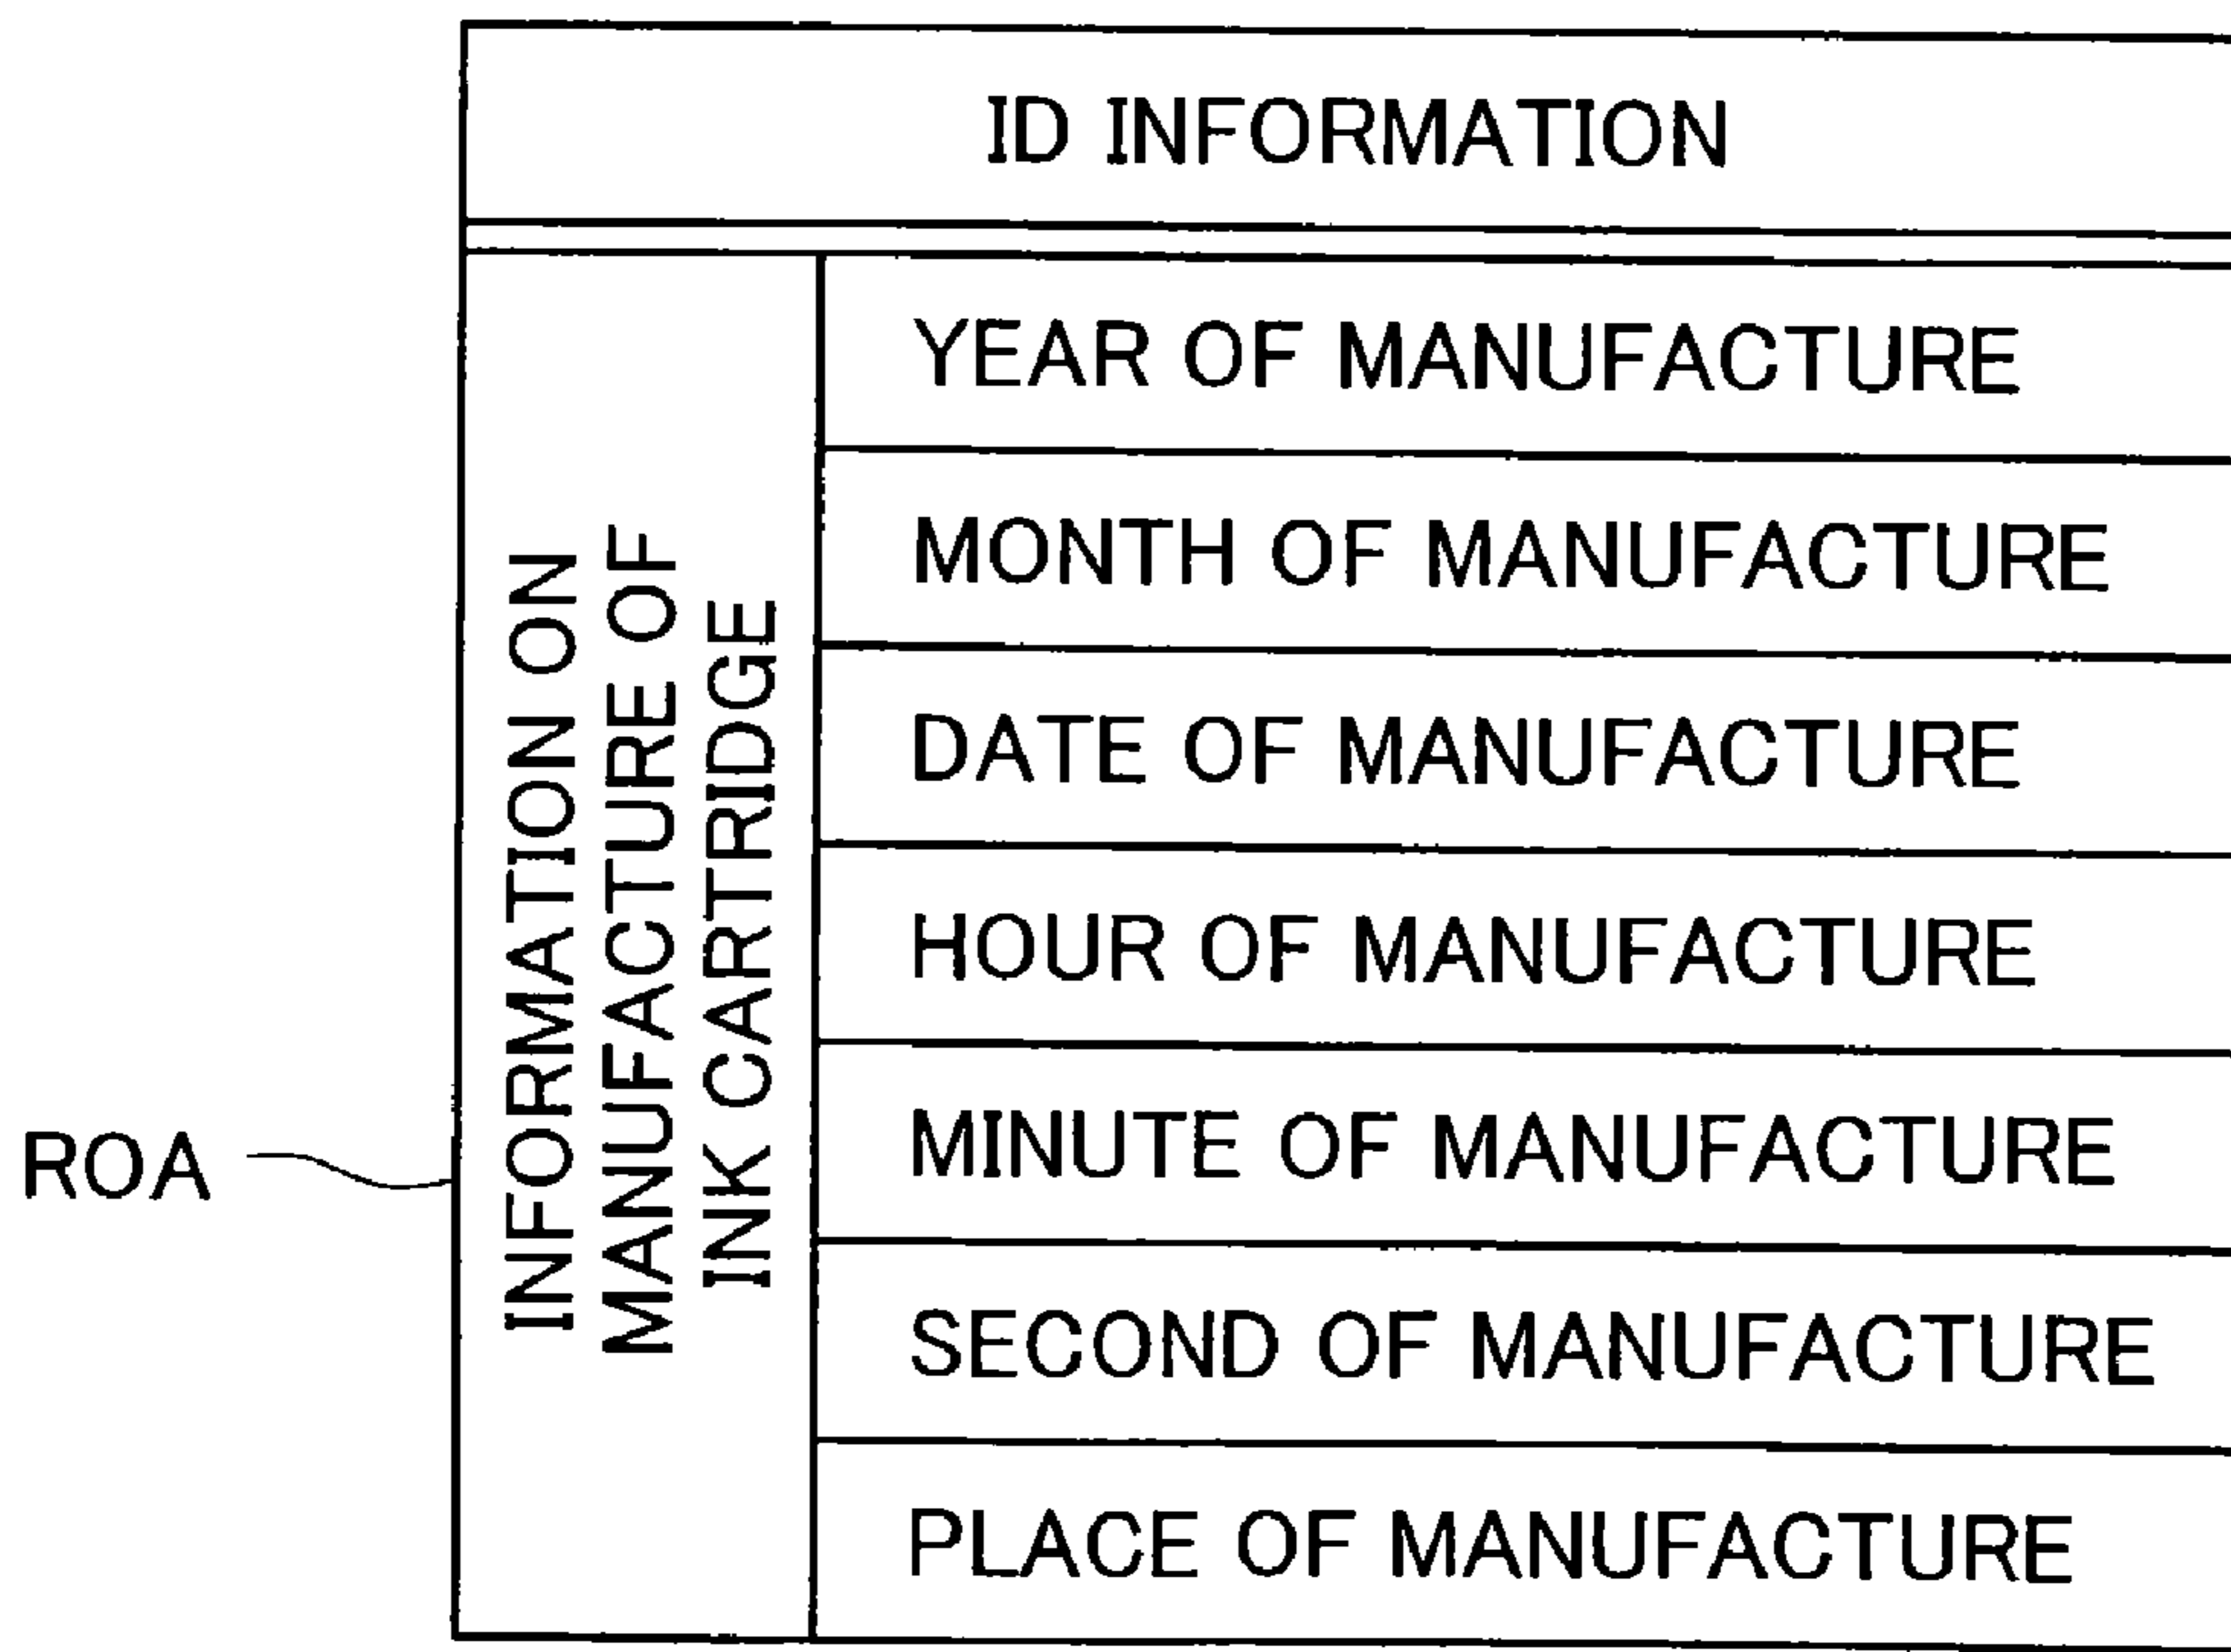 ID INFORMATION
INFORMATION ON
MANUFACTURE OF
INK CARTRIDGE
YEAR OF MANUFACTURE
MONTH OF MANUFACTURE
DATE OF MANUFACTURE
HOUR OF MANUFACTURE
MINUTE OF MANUFACTURE
SECOND OF MANUFACTURE
PLACE OF MANUFACTURE
ROA